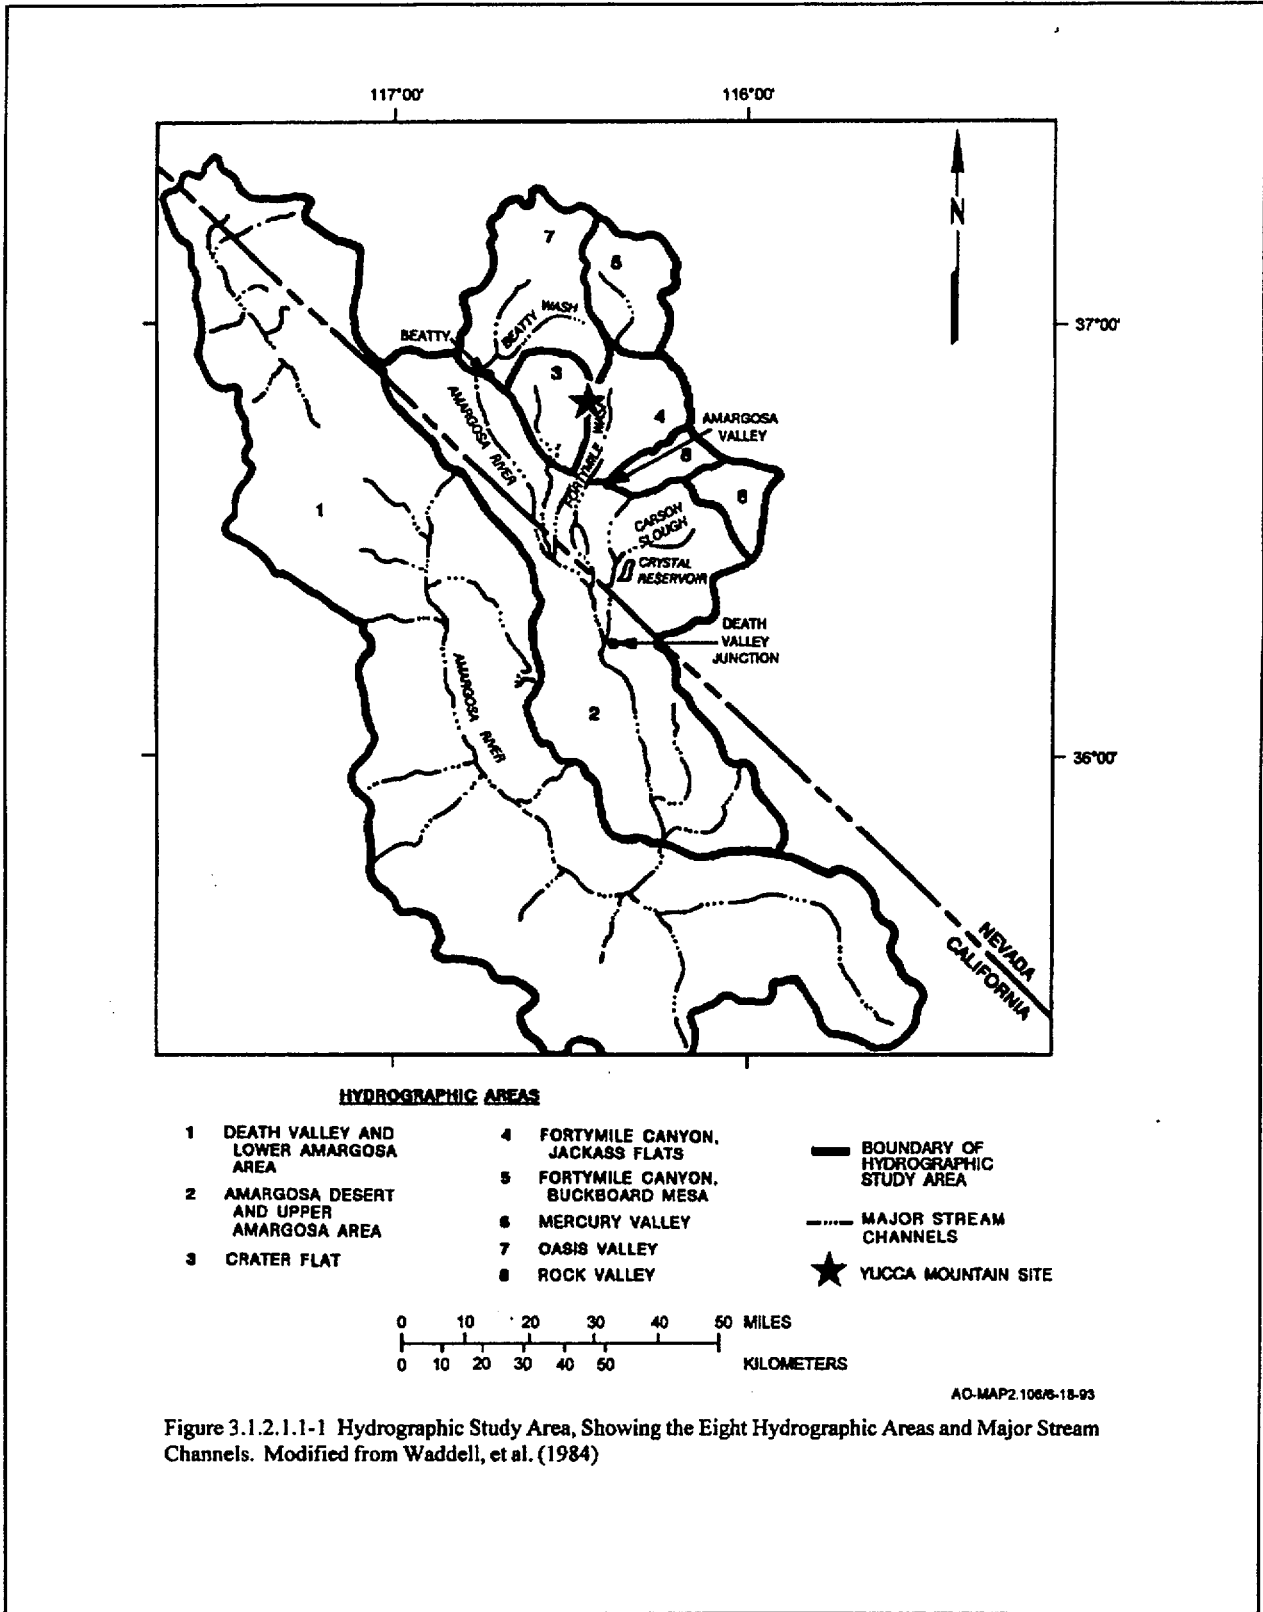 117°00'
116°00'
N
7
5
BEATTY WASH
37°00'
BEATTY
3
4
AMARGOSA
VALLEY
AMARGOSA RIVER
FORTYMILE WASH
8
6
1
CARSON
SLOUGH
CRYSTAL
RESERVOIR
DEATH
VALLEY
JUNCTION
AMARGOSA RIVER
2
36°00'
NEVADA
CALIFORNIA
HYDROGRAPHIC AREAS
1 DEATH VALLEY AND
LOWER AMARGOSA
AREA
2 AMARGOSA DESERT
AND UPPER
AMARGOSA AREA
3 CRATER FLAT
4 FORTYMILE CANYON,
JACKASS FLATS
5 FORTYMILE CANYON,
BUCKBOARD MESA
6 MERCURY VALLEY
7 OASIS VALLEY
8 ROCK VALLEY
BOUNDARY OF
HYDROGRAPHIC
STUDY AREA
MAJOR STREAM
CHANNELS
YUCCA MOUNTAIN SITE
0 10 20 30 40 50 MILES
0 10 20 30 40 50 KILOMETERS
AO-MAP2.106/6-18-93
Figure 3.1.2.1.1-1 Hydrographic Study Area, Showing the Eight Hydrographic Areas and Major Stream
Channels. Modified from Waddell, et al. (1984)